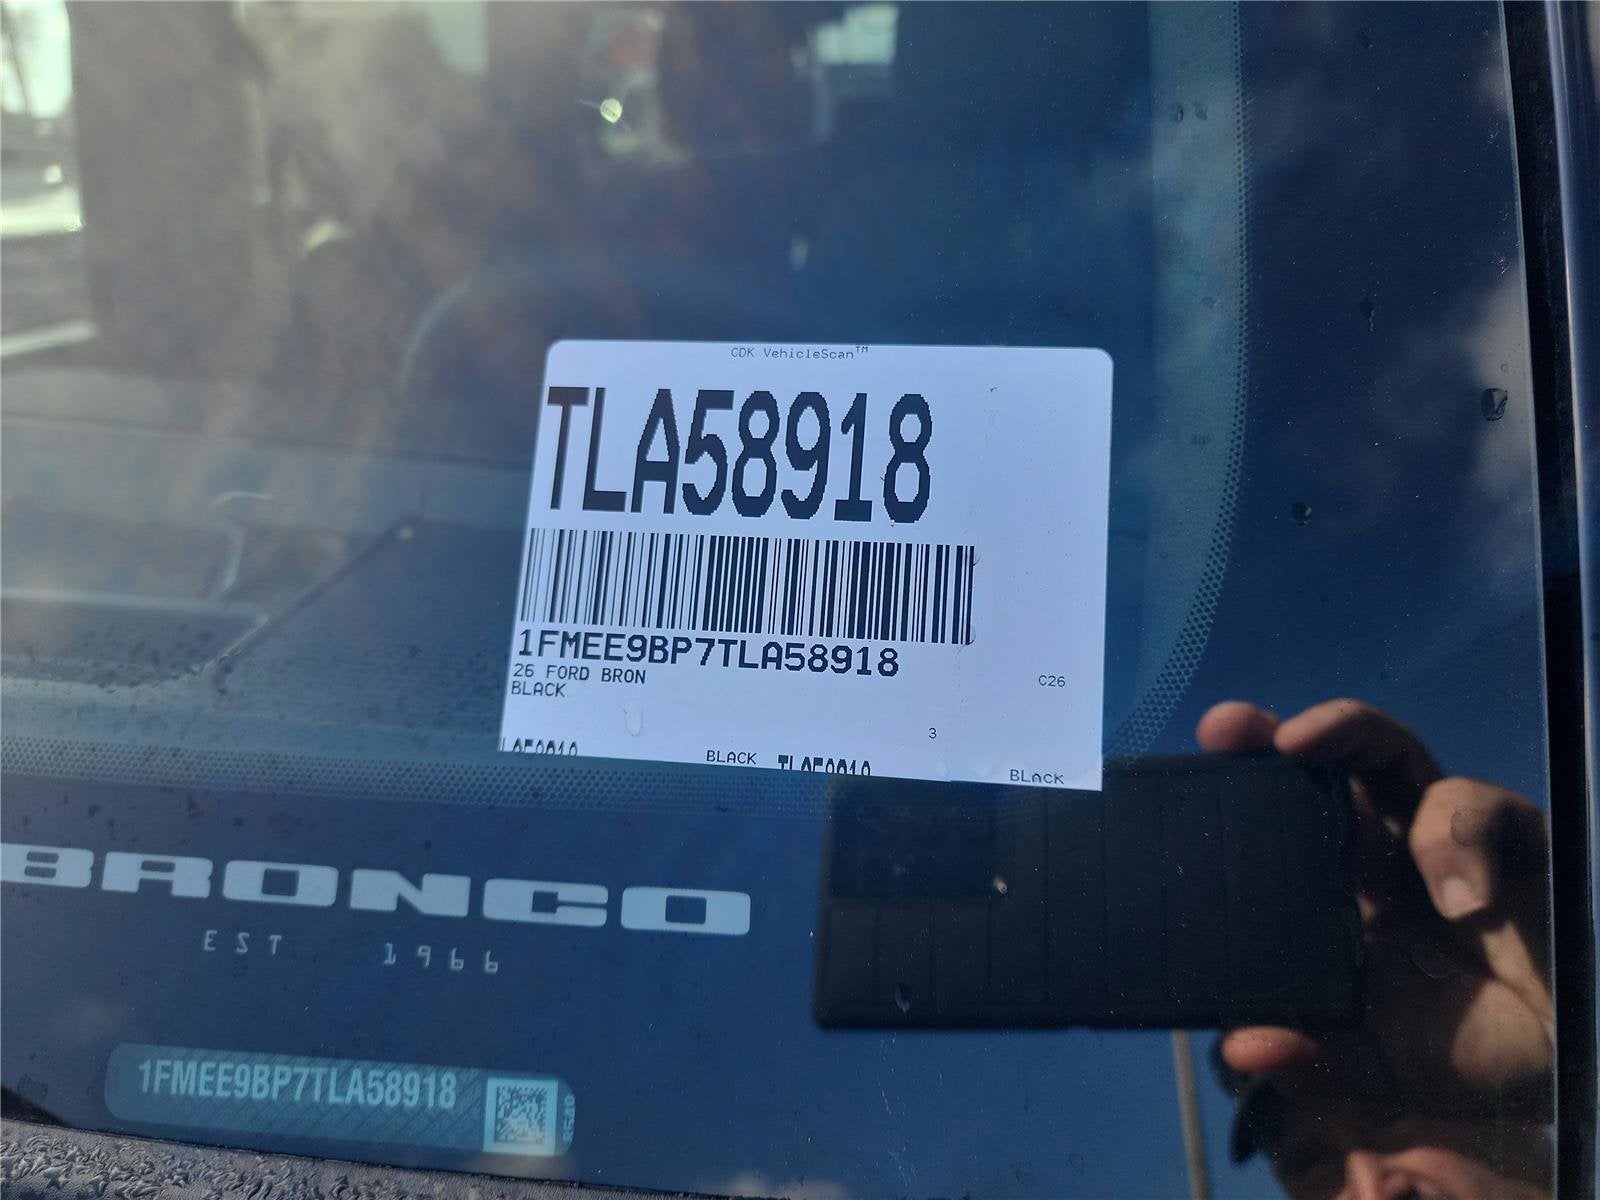 CDK VehicleScan™
TLA58918
1FMEE9BP7TLA58918
26 FORD BRON
C26
BLACK
3
BLACK
BLACK
BRONCO
EST 1966
1FMEE9BP7TLA58918